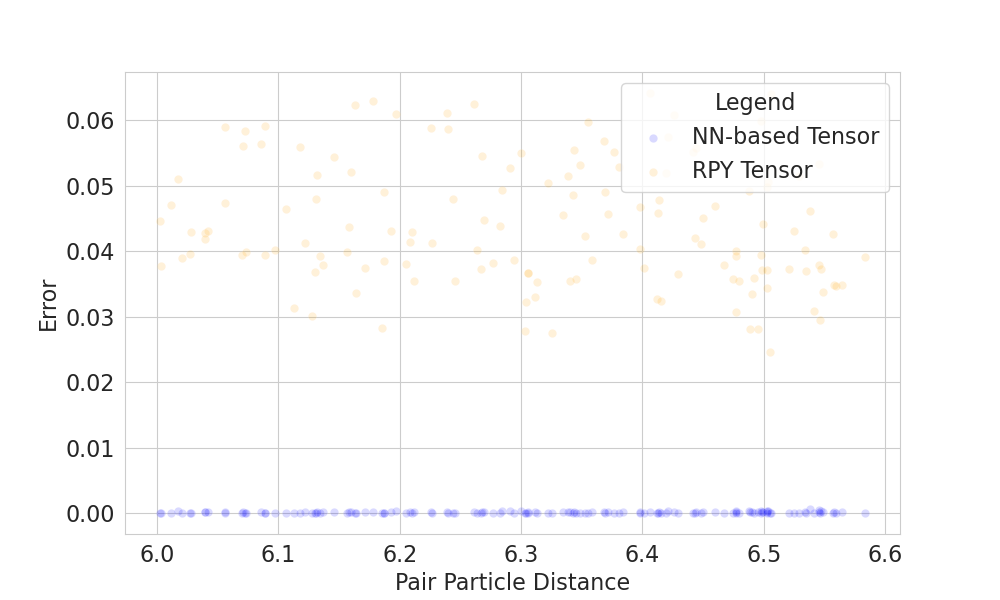 Legend
NN-based Tensor
RPY Tensor
0.06
0.05
0.04
0.03
0.02
0.01
0.00
Error
6.0 6.1 6.2 6.3 6.4 6.5 6.6
Pair Particle Distance